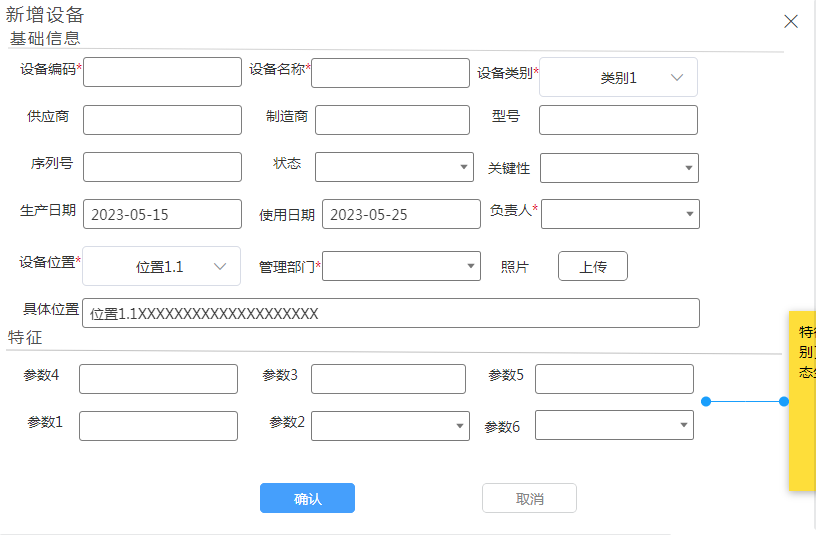 新增设备
基础信息
设备编码* 设备名称* 设备类别* 类别1
供应商 制造商 型号
序列号 状态 关键性
生产日期 2023-05-15 使用日期 2023-05-25 负责人*
设备位置* 位置1.1 管理部门* 照片 上传
具体位置 位置1.1XXXXXXXXXXXXXXXXXXXX
特征
参数4 参数3 参数5
参数1 参数2 参数6
确认 取消
特
别
态